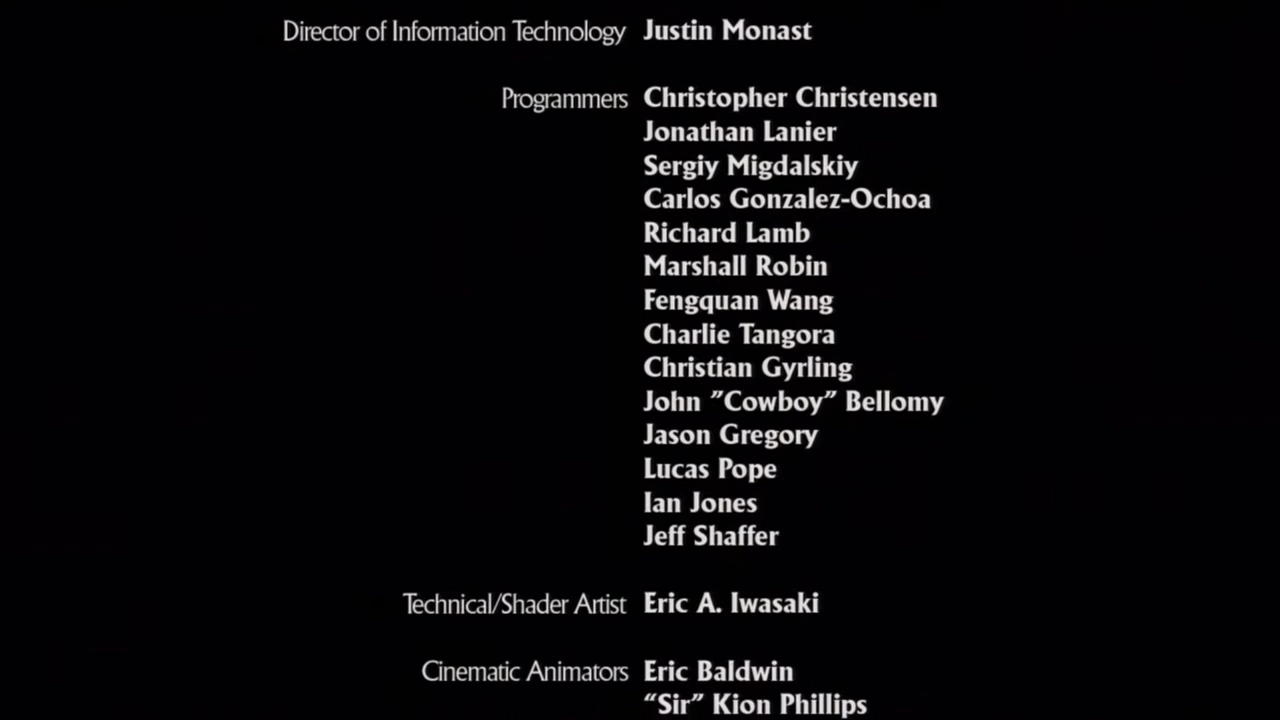 Director of Information Technology Justin Monast
Programmers Christopher Christensen
Jonathan Lanier
Sergiy Migdalskiy
Carlos Gonzalez-Ochoa
Richard Lamb
Marshall Robin
Fengquan Wang
Charlie Tangora
Christian Gyrling
John ”Cowboy” Bellomy
Jason Gregory
Lucas Pope
Ian Jones
Jeff Shaffer
Technical/Shader Artist Eric A. Iwasaki
Cinematic Animators Eric Baldwin
“Sir” Kion Phillips